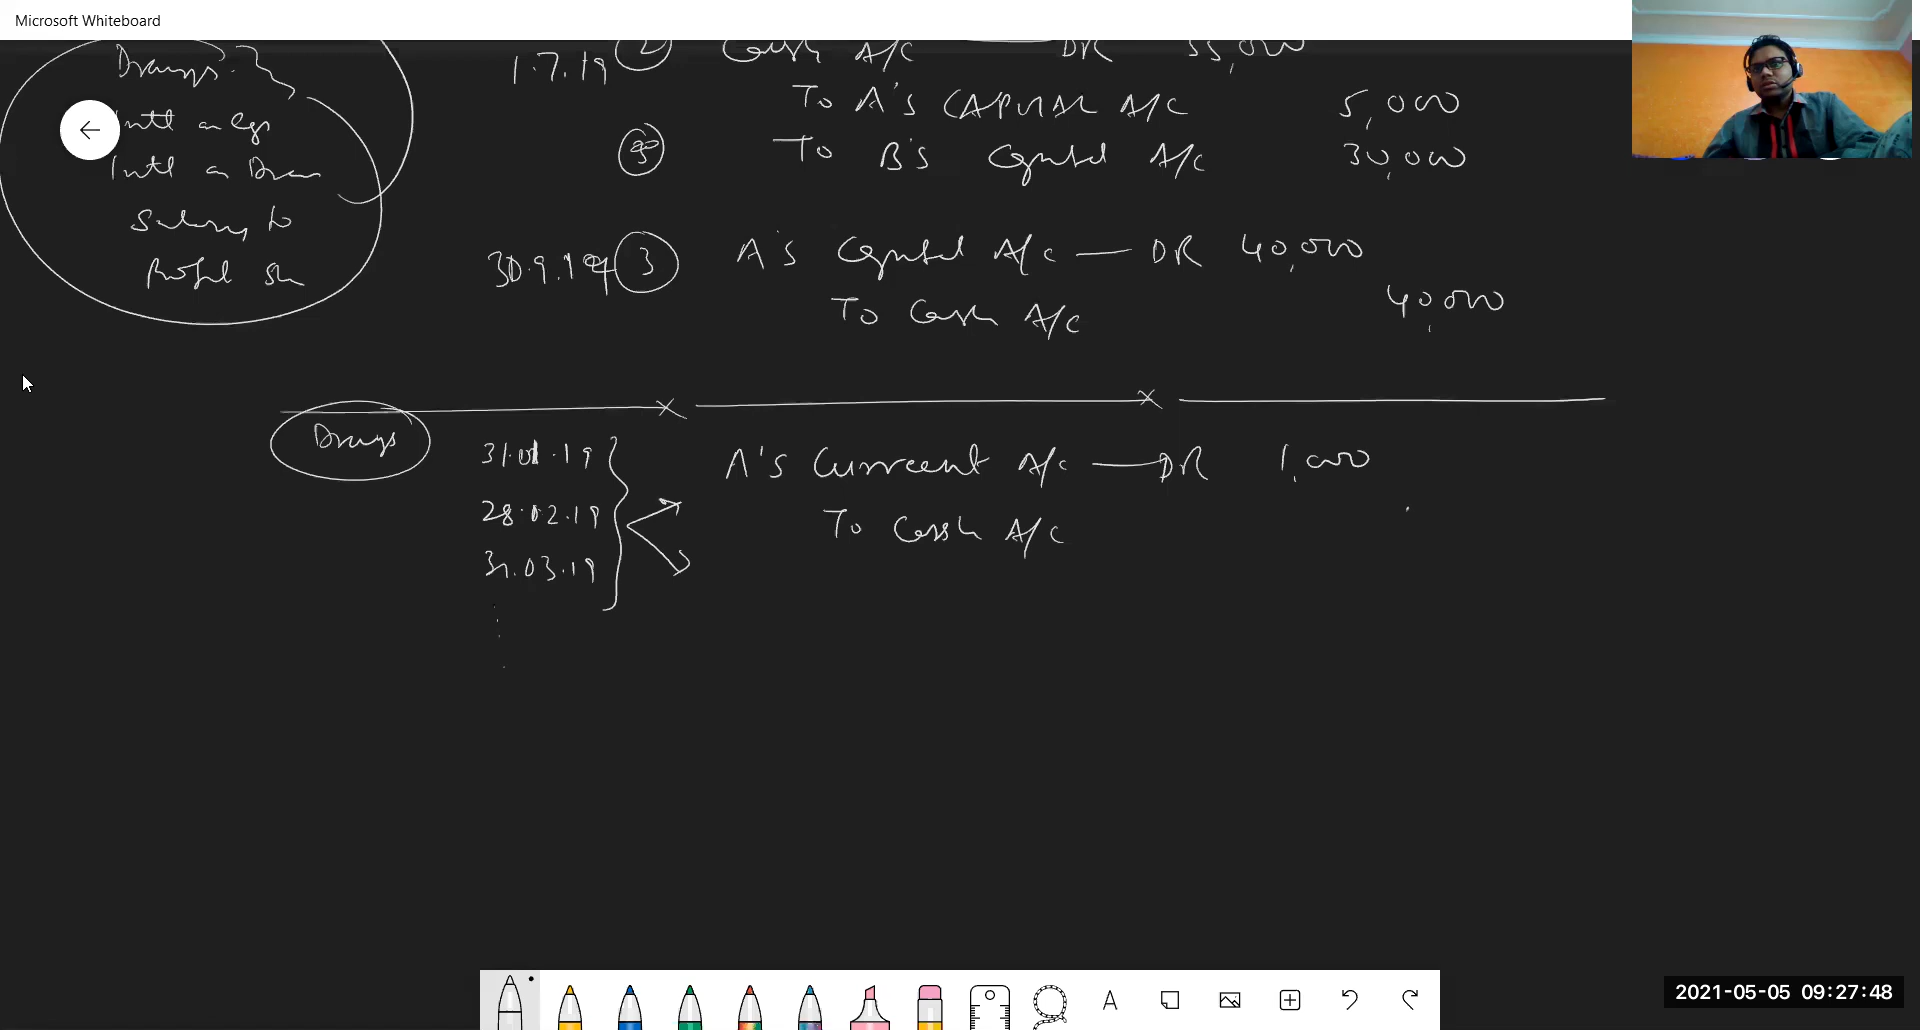 Microsoft Whiteboard
Cash A/c — DR 35,000
1.7.19 2
To A's CAPITAL A/c 5,000
To B's Capital A/c 30,000
30.9.19 3 A's Capital A/c — DR 40,000
To Cash A/c 40,000
Drawgs.
Intt on Cap
Intt on Draw
Salary to
Profit Sh
Drawgs
31.01.19 A's Current A/c — DR 1,000
28.02.19 To Cash A/c
31.03.19
2021-05-05 09:27:48